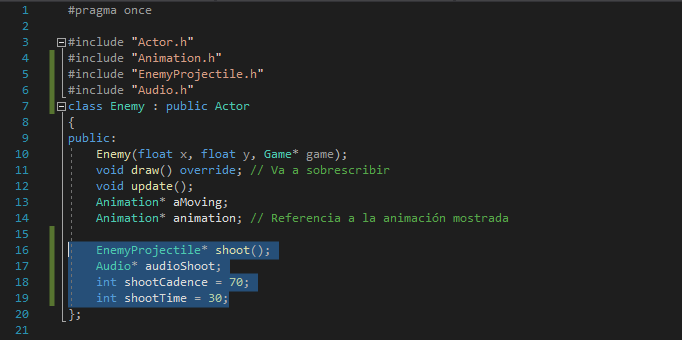 1 #pragma once
2
3 #include "Actor.h"
4 #include "Animation.h"
5 #include "EnemyProjectile.h"
6 #include "Audio.h"
7 class Enemy : public Actor
8 {
9 public:
10 Enemy(float x, float y, Game* game);
11 void draw() override; // Va a sobrescribir
12 void update();
13 Animation* aMoving;
14 Animation* animation; // Referencia a la animación mostrada
15
16 EnemyProjectile* shoot();
17 Audio* audioShoot;
18 int shootCadence = 70;
19 int shootTime = 30;
20 };
21